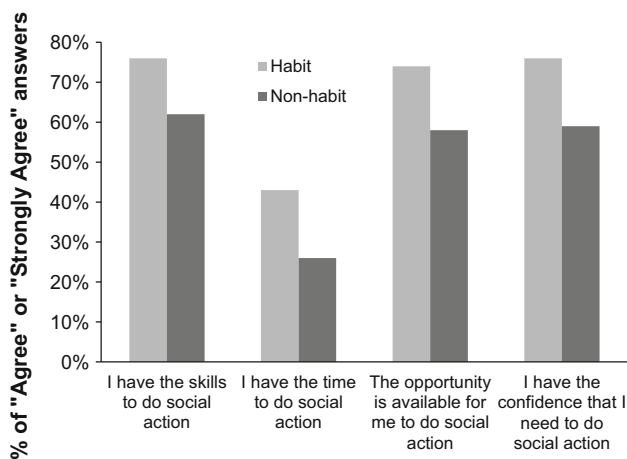 % of "Agree" or "Strongly Agree" answers
80%
70%
60%
50%
40%
30%
20%
10%
0%
Habit
Non-habit
I have the skills
to do social
action
I have the time
to do social
action
The opportunity
is available for
me to do social
action
I have the
confidence that I
need to do
social action